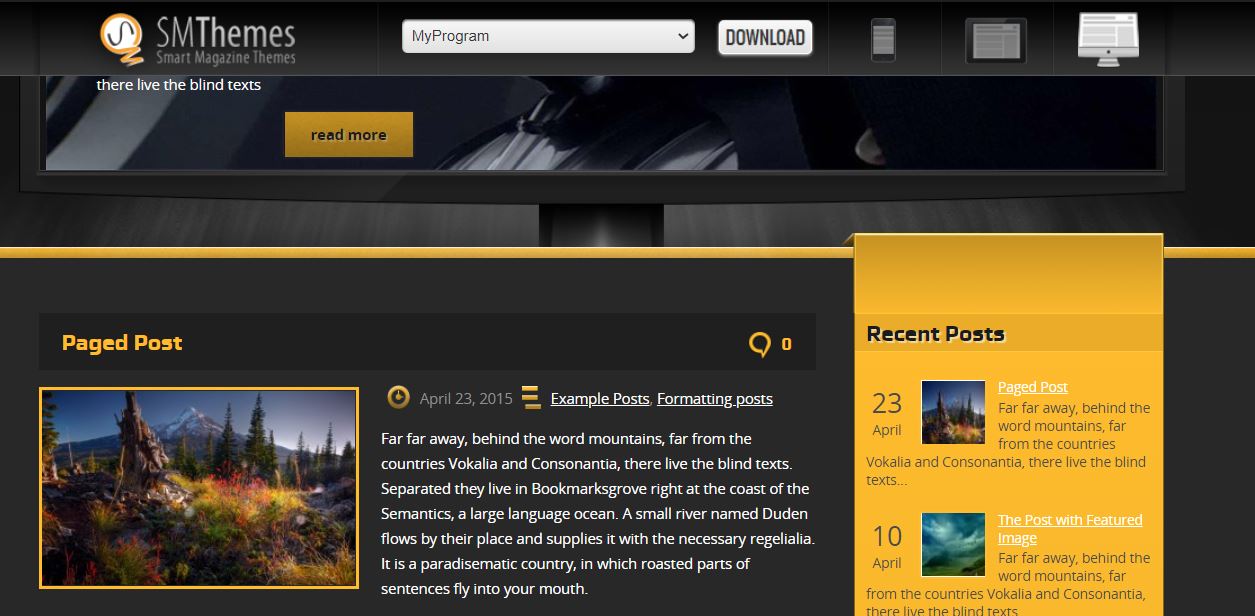 SMThemes
Smart Magazine Themes
MyProgram
DOWNLOAD
there live the blind texts
read more
Paged Post
0
April 23, 2015
Example Posts, Formatting posts
Far far away, behind the word mountains, far from the
countries Vokalia and Consonantia, there live the blind texts.
Separated they live in Bookmarksgrove right at the coast of the
Semantics, a large language ocean. A small river named Duden
flows by their place and supplies it with the necessary regelialia.
It is a paradisematic country, in which roasted parts of
sentences fly into your mouth.
Recent Posts
23
April
Paged Post
Far far away, behind the
word mountains, far
from the countries
Vokalia and Consonantia, there live the blind
texts...
10
April
The Post with Featured
Image
Far far away, behind the
word mountains, far
from the countries Vokalia and Consonantia,
there live the blind texts